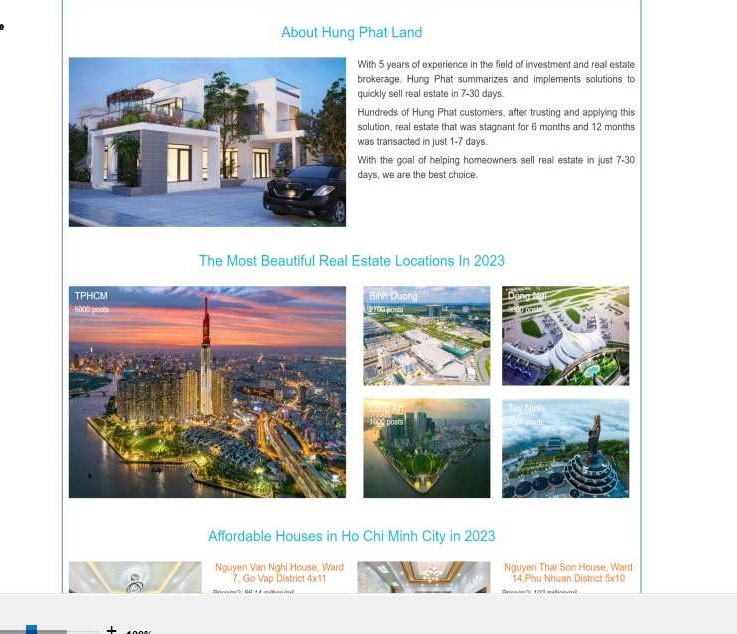 About Hung Phat Land
With 5 years of experience in the field of investment and real estate
brokerage, Hung Phat summarizes and implements solutions to
quickly sell real estate in 7-30 days.
Hundreds of Hung Phat customers, after trusting and applying this
solution, real estate that was stagnant for 6 months and 12 months
was transacted in just 1-7 days.
With the goal of helping homeowners sell real estate in just 7-30
days, we are the best choice.
The Most Beautiful Real Estate Locations In 2023
TPHCM
5000 posts
Binh Duong
2700 posts
Dong Nai
posts
Long An
1600 posts
Tay Ninh
posts
Affordable Houses in Ho Chi Minh City in 2023
Nguyen Van Nghi House, Ward
7, Go Vap District 4x11
Nguyen Thai Son House, Ward
14,Phu Nhuan District 5x10